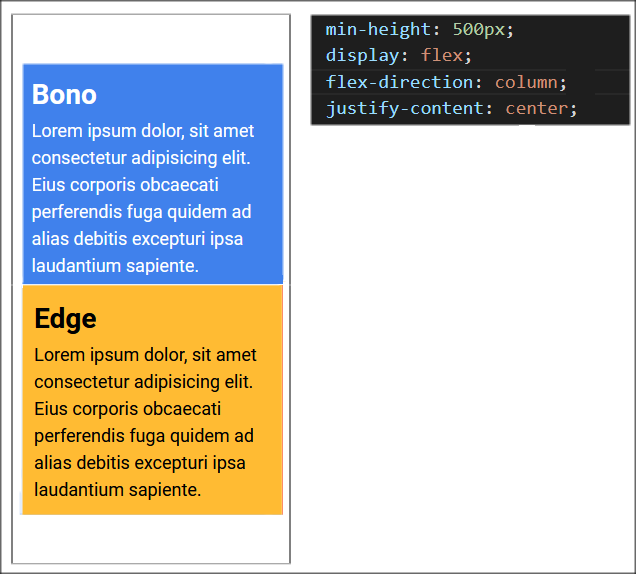 Bono
Lorem ipsum dolor, sit amet
consectetur adipisicing elit.
Eius corporis obcaecati
perferendis fuga quidem ad
alias debitis excepturi ipsa
laudantium sapiente.
Edge
Lorem ipsum dolor, sit amet
consectetur adipisicing elit.
Eius corporis obcaecati
perferendis fuga quidem ad
alias debitis excepturi ipsa
laudantium sapiente.
min-height: 500px;
display: flex;
flex-direction: column;
justify-content: center;